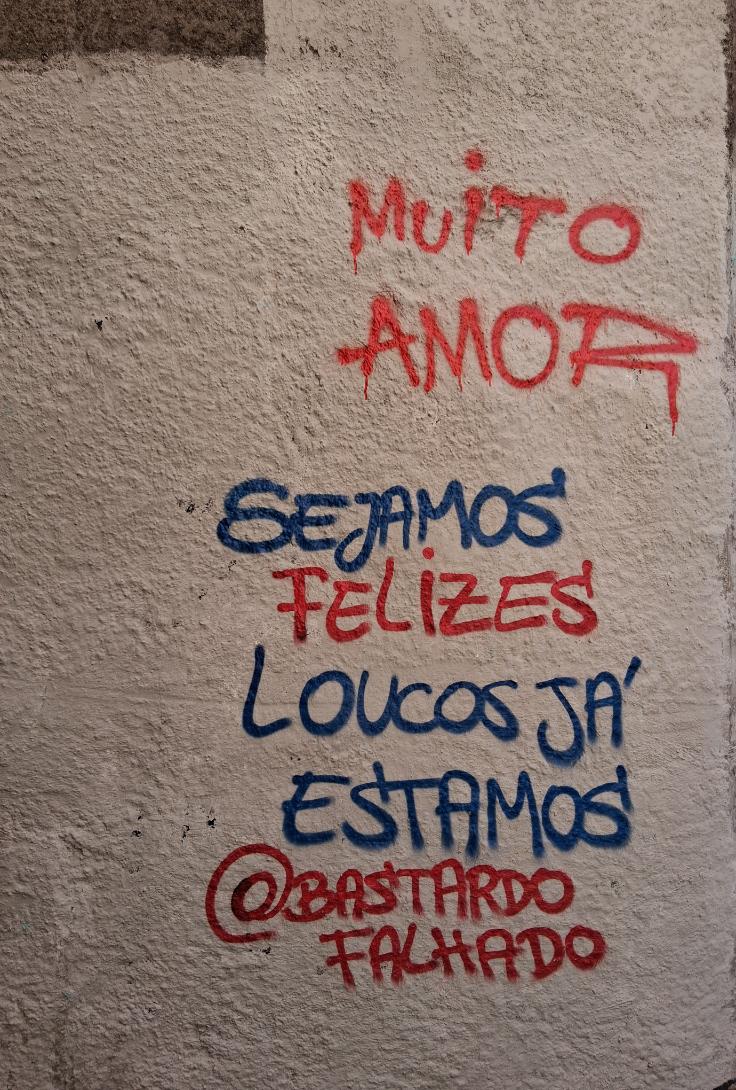 MUiTO
AMOR
SEJAMOS
FELiZES
LOUCOS JÁ
ESTAMOS
@BASTARDO
FALHADO